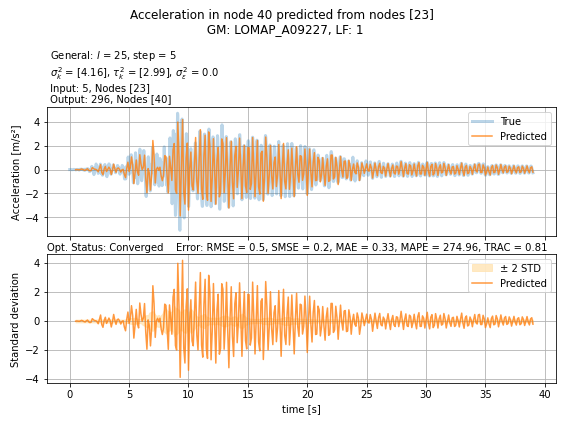 Acceleration in node 40 predicted from nodes [23]
GM: LOMAP_A09227, LF: 1
General: l = 25, step = 5
σ²ₖ = [4.16], τ²ₖ = [2.99], σ²ε = 0.0
Input: 5, Nodes [23]
Output: 296, Nodes [40]
4
2
0
−2
−4
Acceleration [m/s²]
True
Predicted
Opt. Status: Converged Error: RMSE = 0.5, SMSE = 0.2, MAE = 0.33, MAPE = 274.96, TRAC = 0.81
4
2
0
−2
−4
Standard deviation
± 2 STD
Predicted
0 5 10 15 20 25 30 35 40
time [s]